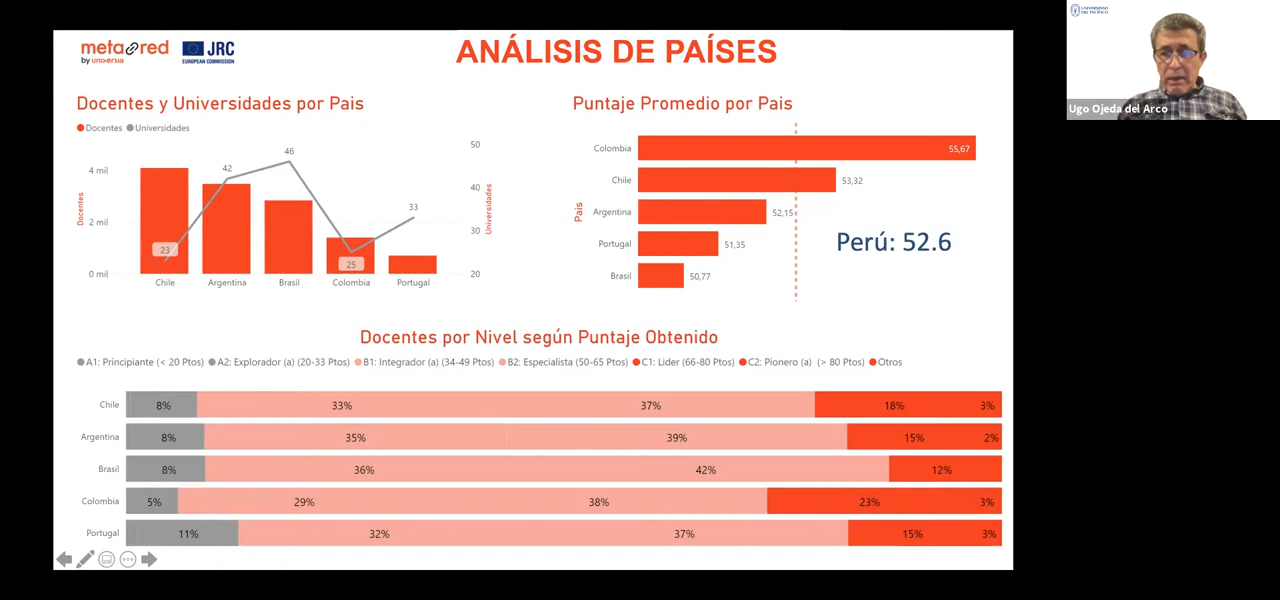 UNIVERSIDAD
DEL PACÍFICO
Ugo Ojeda del Arco
metared
by universia
JRC
EUROPEAN COMMISSION
ANÁLISIS DE PAÍSES
Docentes y Universidades por Pais
Docentes Universidades
Docentes
4 mil
2 mil
0 mil
23
42
46
25
33
50
40
30
20
Universidades
Chile Argentina Brasil Colombia Portugal
Puntaje Promedio por Pais
Pais
Colombia 55,67
Chile 53,32
Argentina 52,15
Portugal 51,35
Brasil 50,77
Perú: 52.6
Docentes por Nivel según Puntaje Obtenido
A1: Principiante (< 20 Ptos) A2: Explorador (a) (20-33 Ptos) B1: Integrador (a) (34-49 Ptos) B2: Especialista (50-65 Ptos) C1: Lider (66-80 Ptos) C2: Pionero (a) (> 80 Ptos) Otros
Chile 8% 33% 37% 18% 3%
Argentina 8% 35% 39% 15% 2%
Brasil 8% 36% 42% 12%
Colombia 5% 29% 38% 23% 3%
Portugal 11% 32% 37% 15% 3%